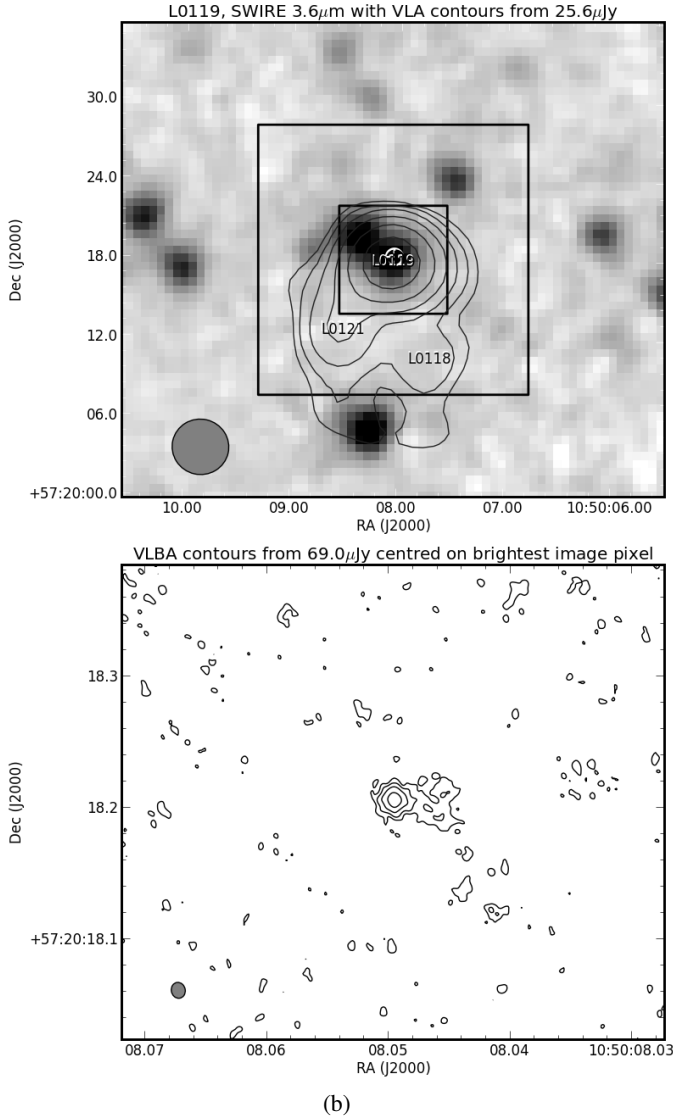 L0119, SWIRE 3.6μm with VLA contours from 25.6μJy
Dec (J2000)
30.0
24.0
18.0
12.0
06.0
+57:20:00.0
L0119
L0121
L0118
10.00 09.00 08.00 07.00 10:50:06.00
RA (J2000)
VLBA contours from 69.0μJy centred on brightest image pixel
Dec (J2000)
18.3
18.2
+57:20:18.1
08.07 08.06 08.05 08.04 10:50:08.03
RA (J2000)
(b)